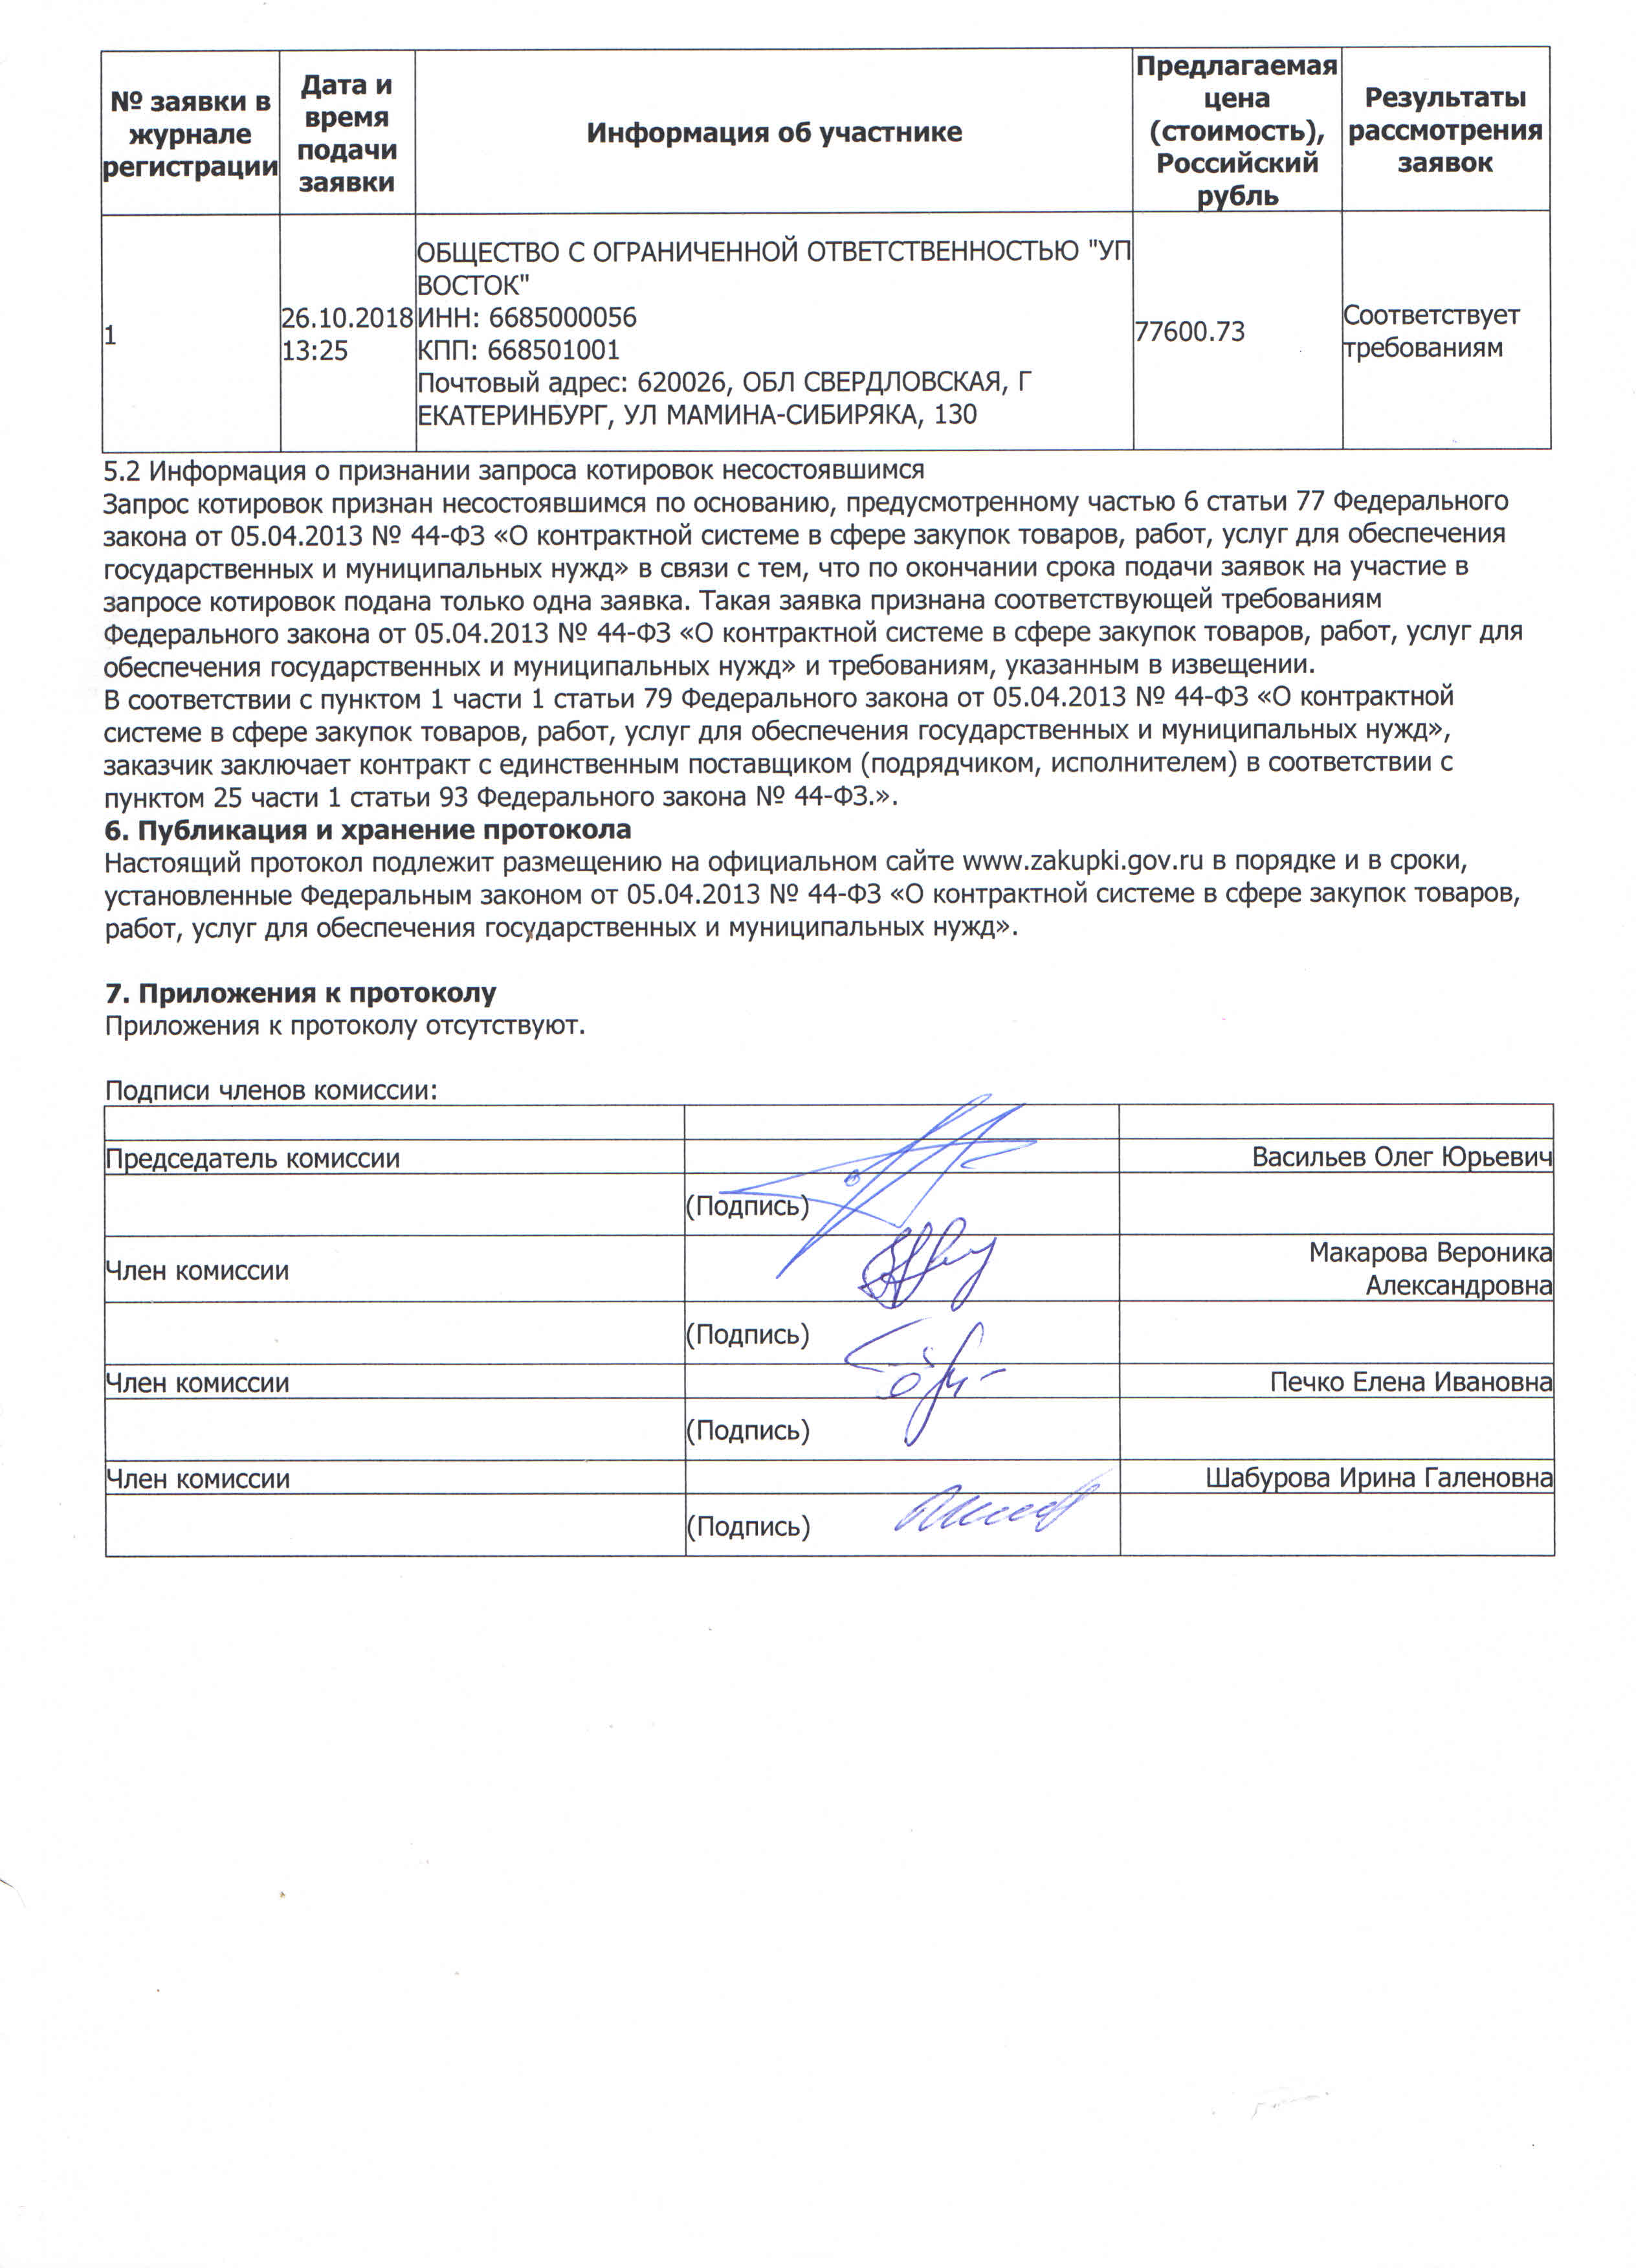 № заявки в
журнале
регистрации
Дата и
время
подачи
заявки
Информация об участнике
Предлагаемая
цена
(стоимость),
Российский
рубль
Результаты
рассмотрения
заявок
1
26.10.2018
13:25
ОБЩЕСТВО С ОГРАНИЧЕННОЙ ОТВЕТСТВЕННОСТЬЮ "УП
ВОСТОК"
ИНН: 6685000056
КПП: 668501001
Почтовый адрес: 620026, ОБЛ СВЕРДЛОВСКАЯ, Г
ЕКАТЕРИНБУРГ, УЛ МАМИНА-СИБИРЯКА, 130
77600.73
Соответствует
требованиям
5.2 Информация о признании запроса котировок несостоявшимся
Запрос котировок признан несостоявшимся по основанию, предусмотренному частью 6 статьи 77 Федерального
закона от 05.04.2013 № 44-ФЗ «О контрактной системе в сфере закупок товаров, работ, услуг для обеспечения
государственных и муниципальных нужд» в связи с тем, что по окончании срока подачи заявок на участие в
запросе котировок подана только одна заявка. Такая заявка признана соответствующей требованиям
Федерального закона от 05.04.2013 № 44-ФЗ «О контрактной системе в сфере закупок товаров, работ, услуг для
обеспечения государственных и муниципальных нужд» и требованиям, указанным в извещении.
В соответствии с пунктом 1 части 1 статьи 79 Федерального закона от 05.04.2013 № 44-ФЗ «О контрактной
системе в сфере закупок товаров, работ, услуг для обеспечения государственных и муниципальных нужд»,
заказчик заключает контракт с единственным поставщиком (подрядчиком, исполнителем) в соответствии с
пунктом 25 части 1 статьи 93 Федерального закона № 44-ФЗ.».
6. Публикация и хранение протокола
Настоящий протокол подлежит размещению на официальном сайте www.zakupki.gov.ru в порядке и в сроки,
установленные Федеральным законом от 05.04.2013 № 44-ФЗ «О контрактной системе в сфере закупок товаров,
работ, услуг для обеспечения государственных и муниципальных нужд».
7. Приложения к протоколу
Приложения к протоколу отсутствуют.
Подписи членов комиссии:
Председатель комиссии
Васильев Олег Юрьевич
(Подпись)
Член комиссии
Макарова Вероника
Александровна
(Подпись)
Член комиссии
Печко Елена Ивановна
(Подпись)
Член комиссии
Шабурова Ирина Галеновна
(Подпись)